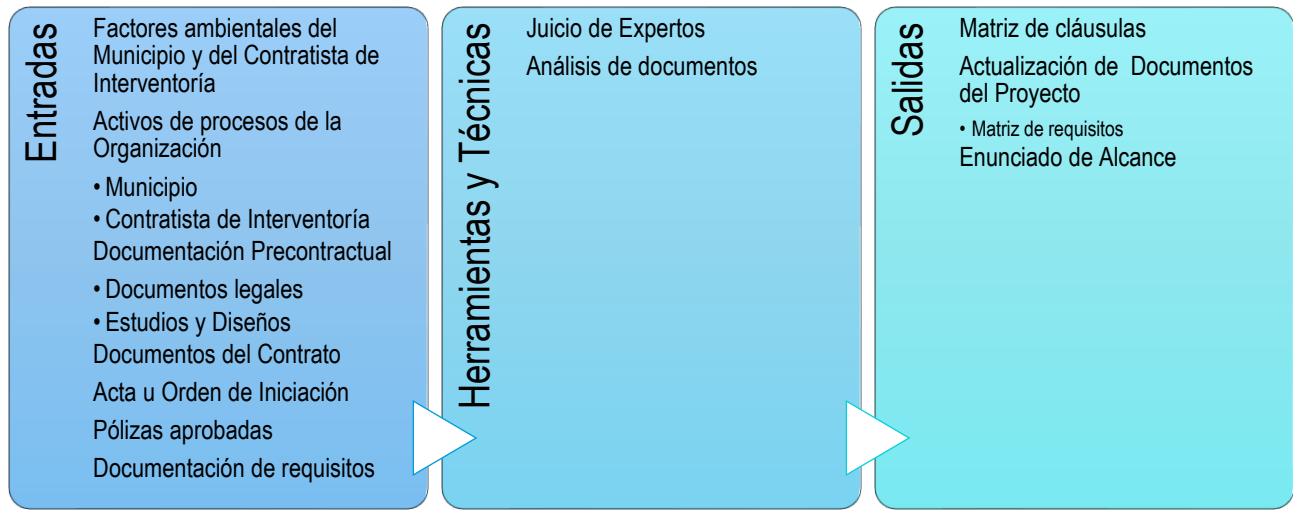 Entradas
Factores ambientales del
Municipio y del Contratista de
Interventoría
Activos de procesos de la
Organización
• Municipio
• Contratista de Interventoría
Documentación Precontractual
• Documentos legales
• Estudios y Diseños
Documentos del Contrato
Acta u Orden de Iniciación
Pólizas aprobadas
Documentación de requisitos
Herramientas y Técnicas
Juicio de Expertos
Análisis de documentos
Salidas
Matriz de cláusulas
Actualización de Documentos
del Proyecto
• Matriz de requisitos
Enunciado de Alcance